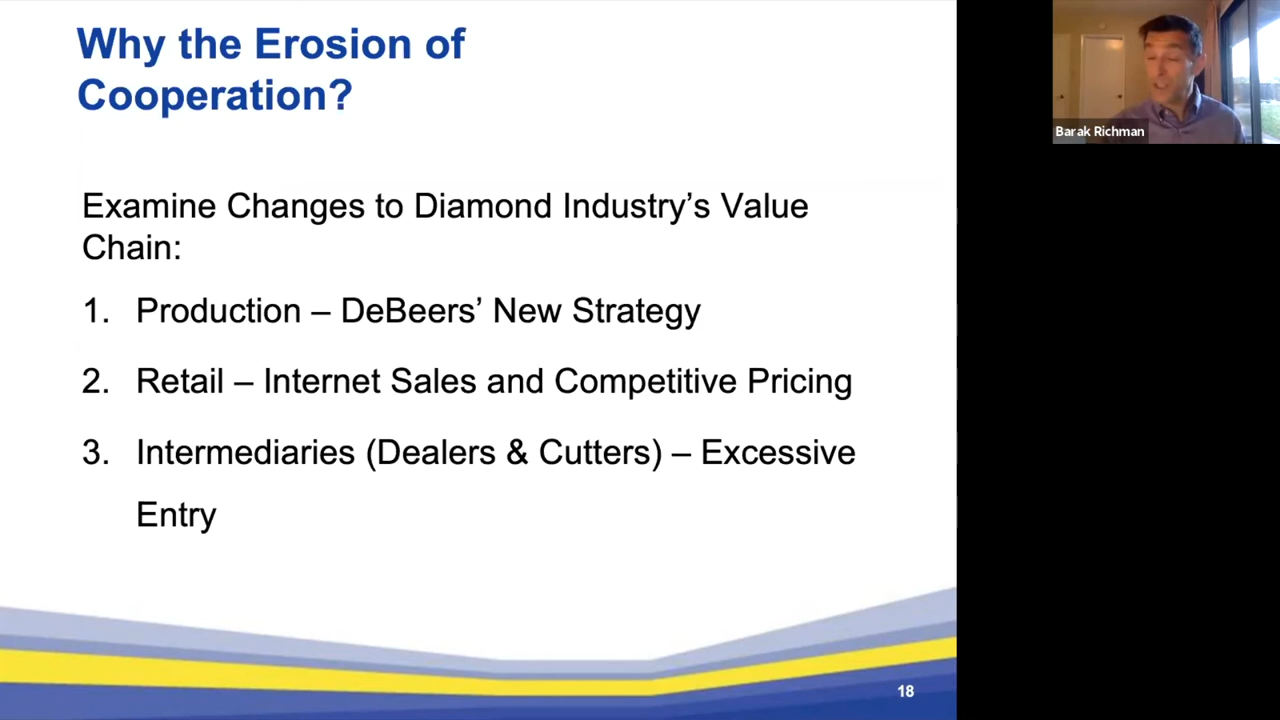 Why the Erosion of
Cooperation?
Examine Changes to Diamond Industry’s Value
Chain:
1. Production – DeBeers’ New Strategy
2. Retail – Internet Sales and Competitive Pricing
3. Intermediaries (Dealers & Cutters) – Excessive
Entry
18
Barak Richman